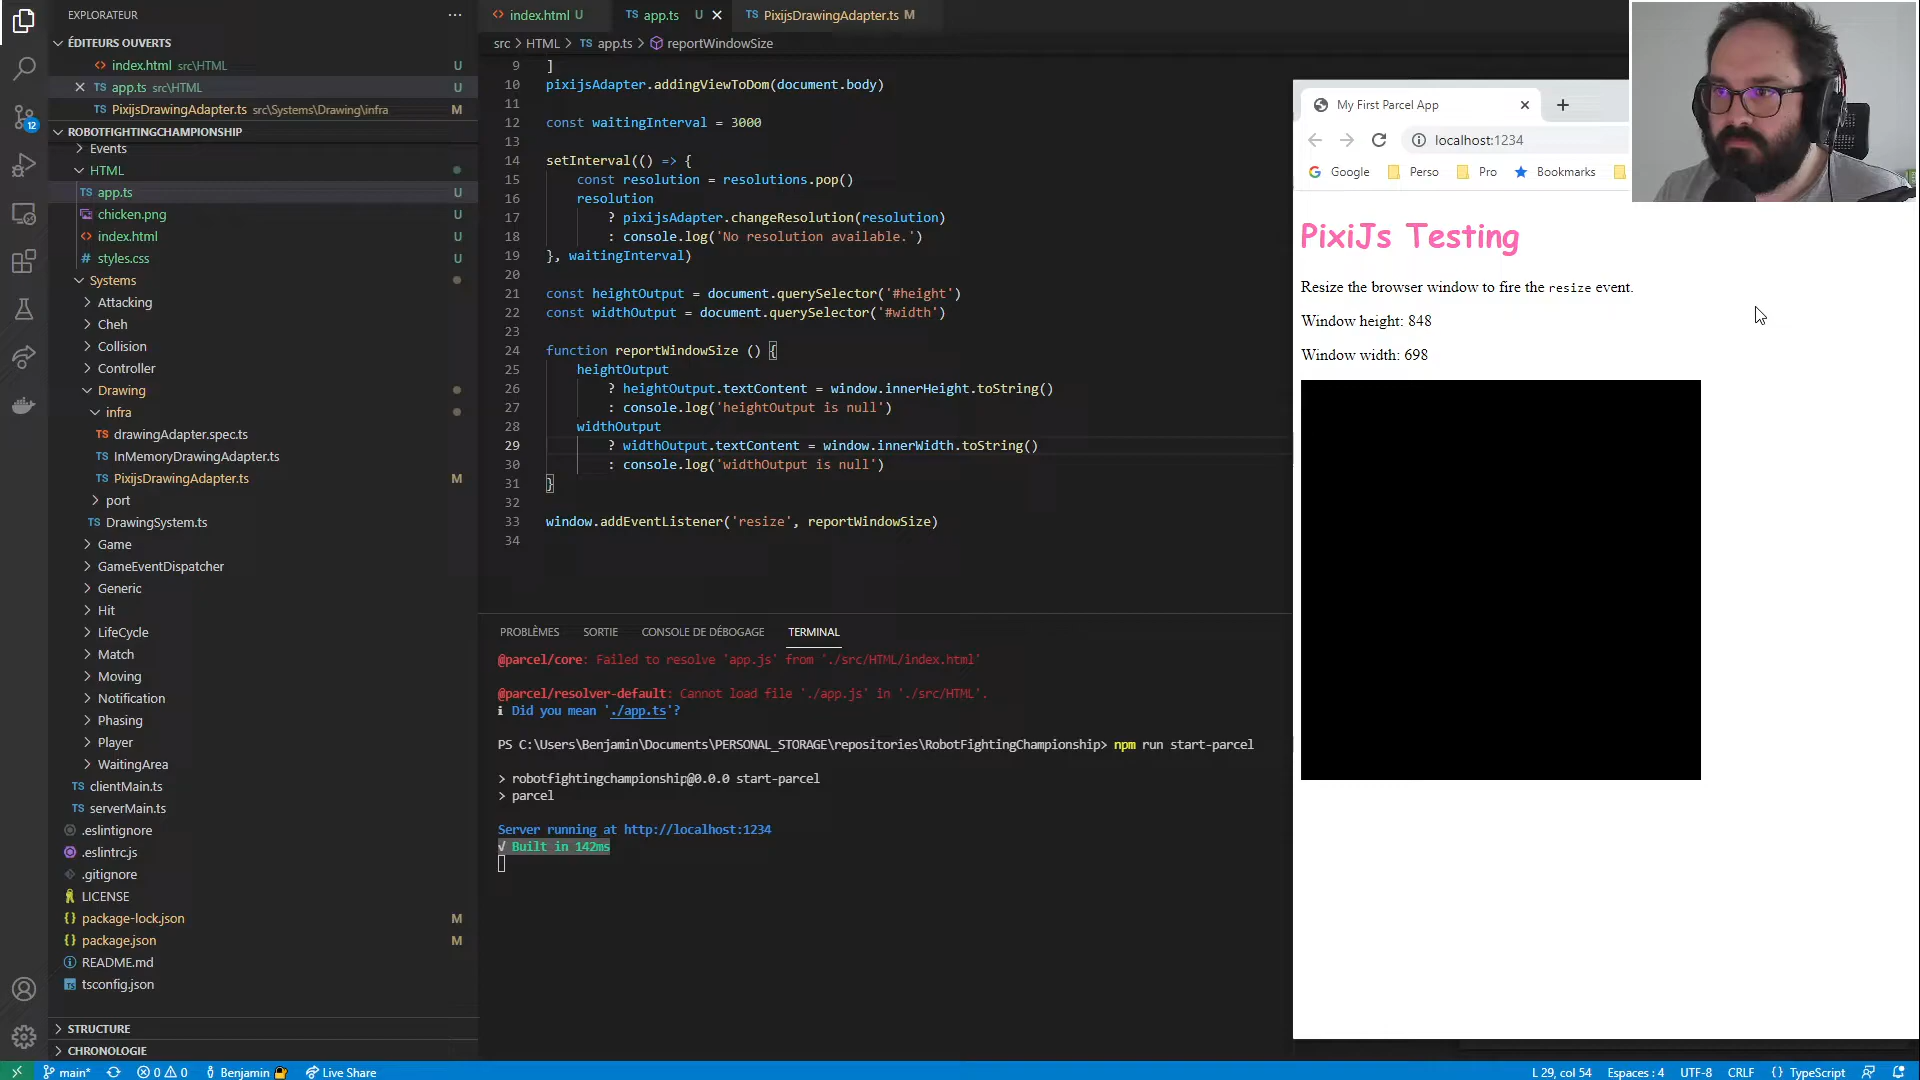 EXPLORATEUR
ÉDITEURS OUVERTS
index.html src\HTML U
app.ts src\HTML U
PixijsDrawingAdapter.ts src\Systems\Drawing\infra M
ROBOTFIGHTINGCHAMPIONSHIP
Events
HTML
app.ts U
chicken.png U
index.html U
styles.css U
Systems
Attacking
Cheh
Collision
Controller
Drawing
infra
drawingAdapter.spec.ts
InMemoryDrawingAdapter.ts
PixijsDrawingAdapter.ts M
port
DrawingSystem.ts
Game
GameEventDispatcher
Generic
Hit
LifeCycle
Match
Moving
Notification
Phasing
Player
WaitingArea
clientMain.ts
serverMain.ts
.eslintignore
.eslintrc.js
.gitignore
LICENSE
package-lock.json M
package.json M
README.md
tsconfig.json
STRUCTURE
CHRONOLOGIE
12
index.html U
app.ts U
PixijsDrawingAdapter.ts M
src > HTML > app.ts > reportWindowSize
9 ]
10 pixijsAdapter.addingViewToDom(document.body)
11
12 const waitingInterval = 3000
13
14 setInterval(() => {
15 const resolution = resolutions.pop()
16 resolution
17 ? pixijsAdapter.changeResolution(resolution)
18 : console.log('No resolution available.')
19 }, waitingInterval)
20
21 const heightOutput = document.querySelector('#height')
22 const widthOutput = document.querySelector('#width')
23
24 function reportWindowSize () {
25 heightOutput
26 ? heightOutput.textContent = window.innerHeight.toString()
27 : console.log('heightOutput is null')
28 widthOutput
29 ? widthOutput.textContent = window.innerWidth.toString()
30 : console.log('widthOutput is null')
31 }
32
33 window.addEventListener('resize', reportWindowSize)
34
PROBLÈMES SORTIE CONSOLE DE DÉBOGAGE TERMINAL
@parcel/core: Failed to resolve 'app.js' from './src/HTML/index.html'
@parcel/resolver-default: Cannot load file './app.js' in './src/HTML'.
i Did you mean './app.ts'?
PS C:\Users\Benjamin\Documents\PERSONAL_STORAGE\repositories\RobotFightingChampionship> npm run start-parcel
> robotfightingchampionship@0.0.0 start-parcel
> parcel
Server running at http://localhost:1234
√ Built in 142ms
My First Parcel App
localhost:1234
Google Perso Pro Bookmarks
PixiJs Testing
Resize the browser window to fire the resize event.
Window height: 848
Window width: 698
main* 0 0 Benjamin Live Share L 29, col 54 Espaces : 4 UTF-8 CRLF {} TypeScript